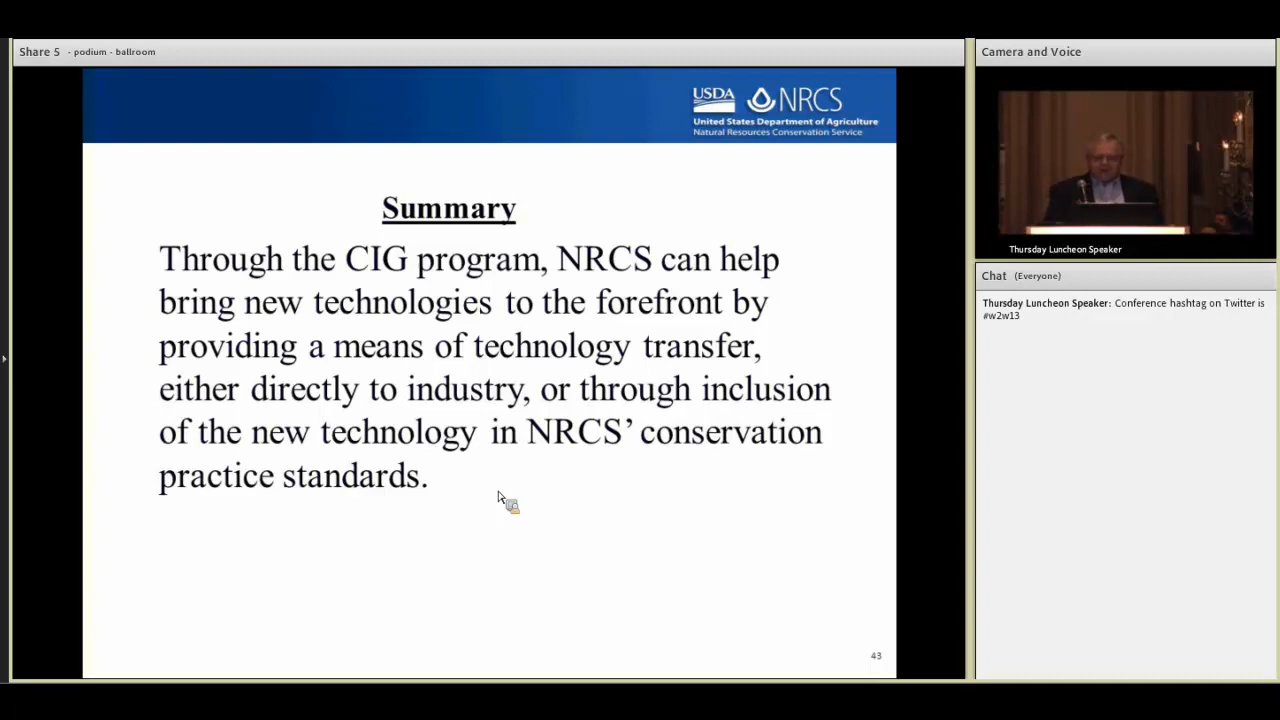 Share 5 - podium - ballroom
USDA NRCS
United States Department of Agriculture
Natural Resources Conservation Service
Summary
Through the CIG program, NRCS can help
bring new technologies to the forefront by
providing a means of technology transfer,
either directly to industry, or through inclusion
of the new technology in NRCS’ conservation
practice standards.
43
Camera and Voice
Thursday Luncheon Speaker
Chat (Everyone)
Thursday Luncheon Speaker: Conference hashtag on Twitter is
#w2w13